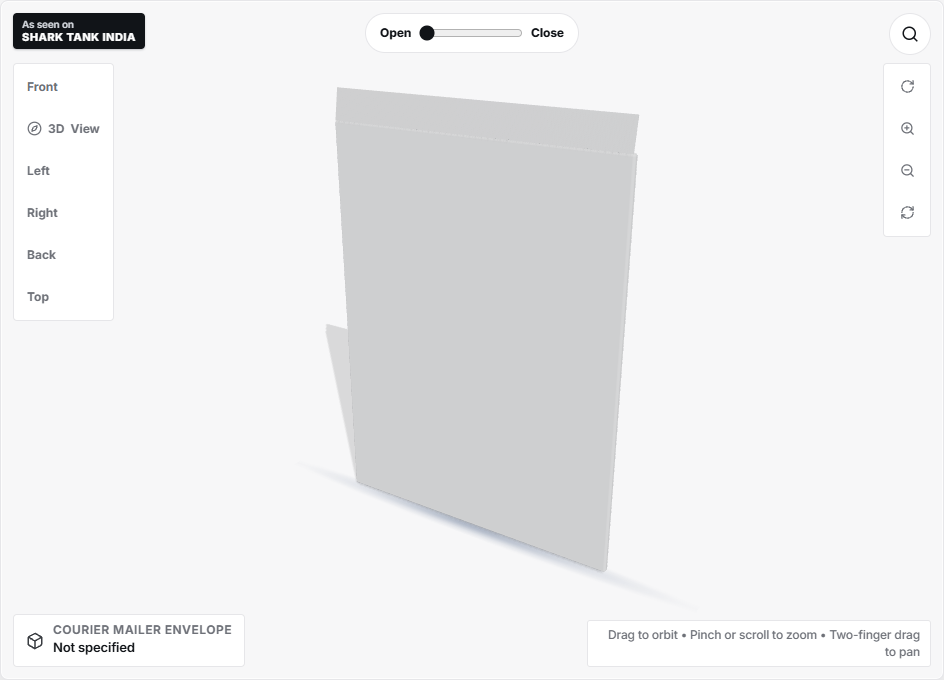 As seen on
SHARK TANK INDIA
Open
Close
Front
3D View
Left
Right
Back
Top
COURIER MAILER ENVELOPE
Not specified
Drag to orbit • Pinch or scroll to zoom • Two-finger drag
to pan